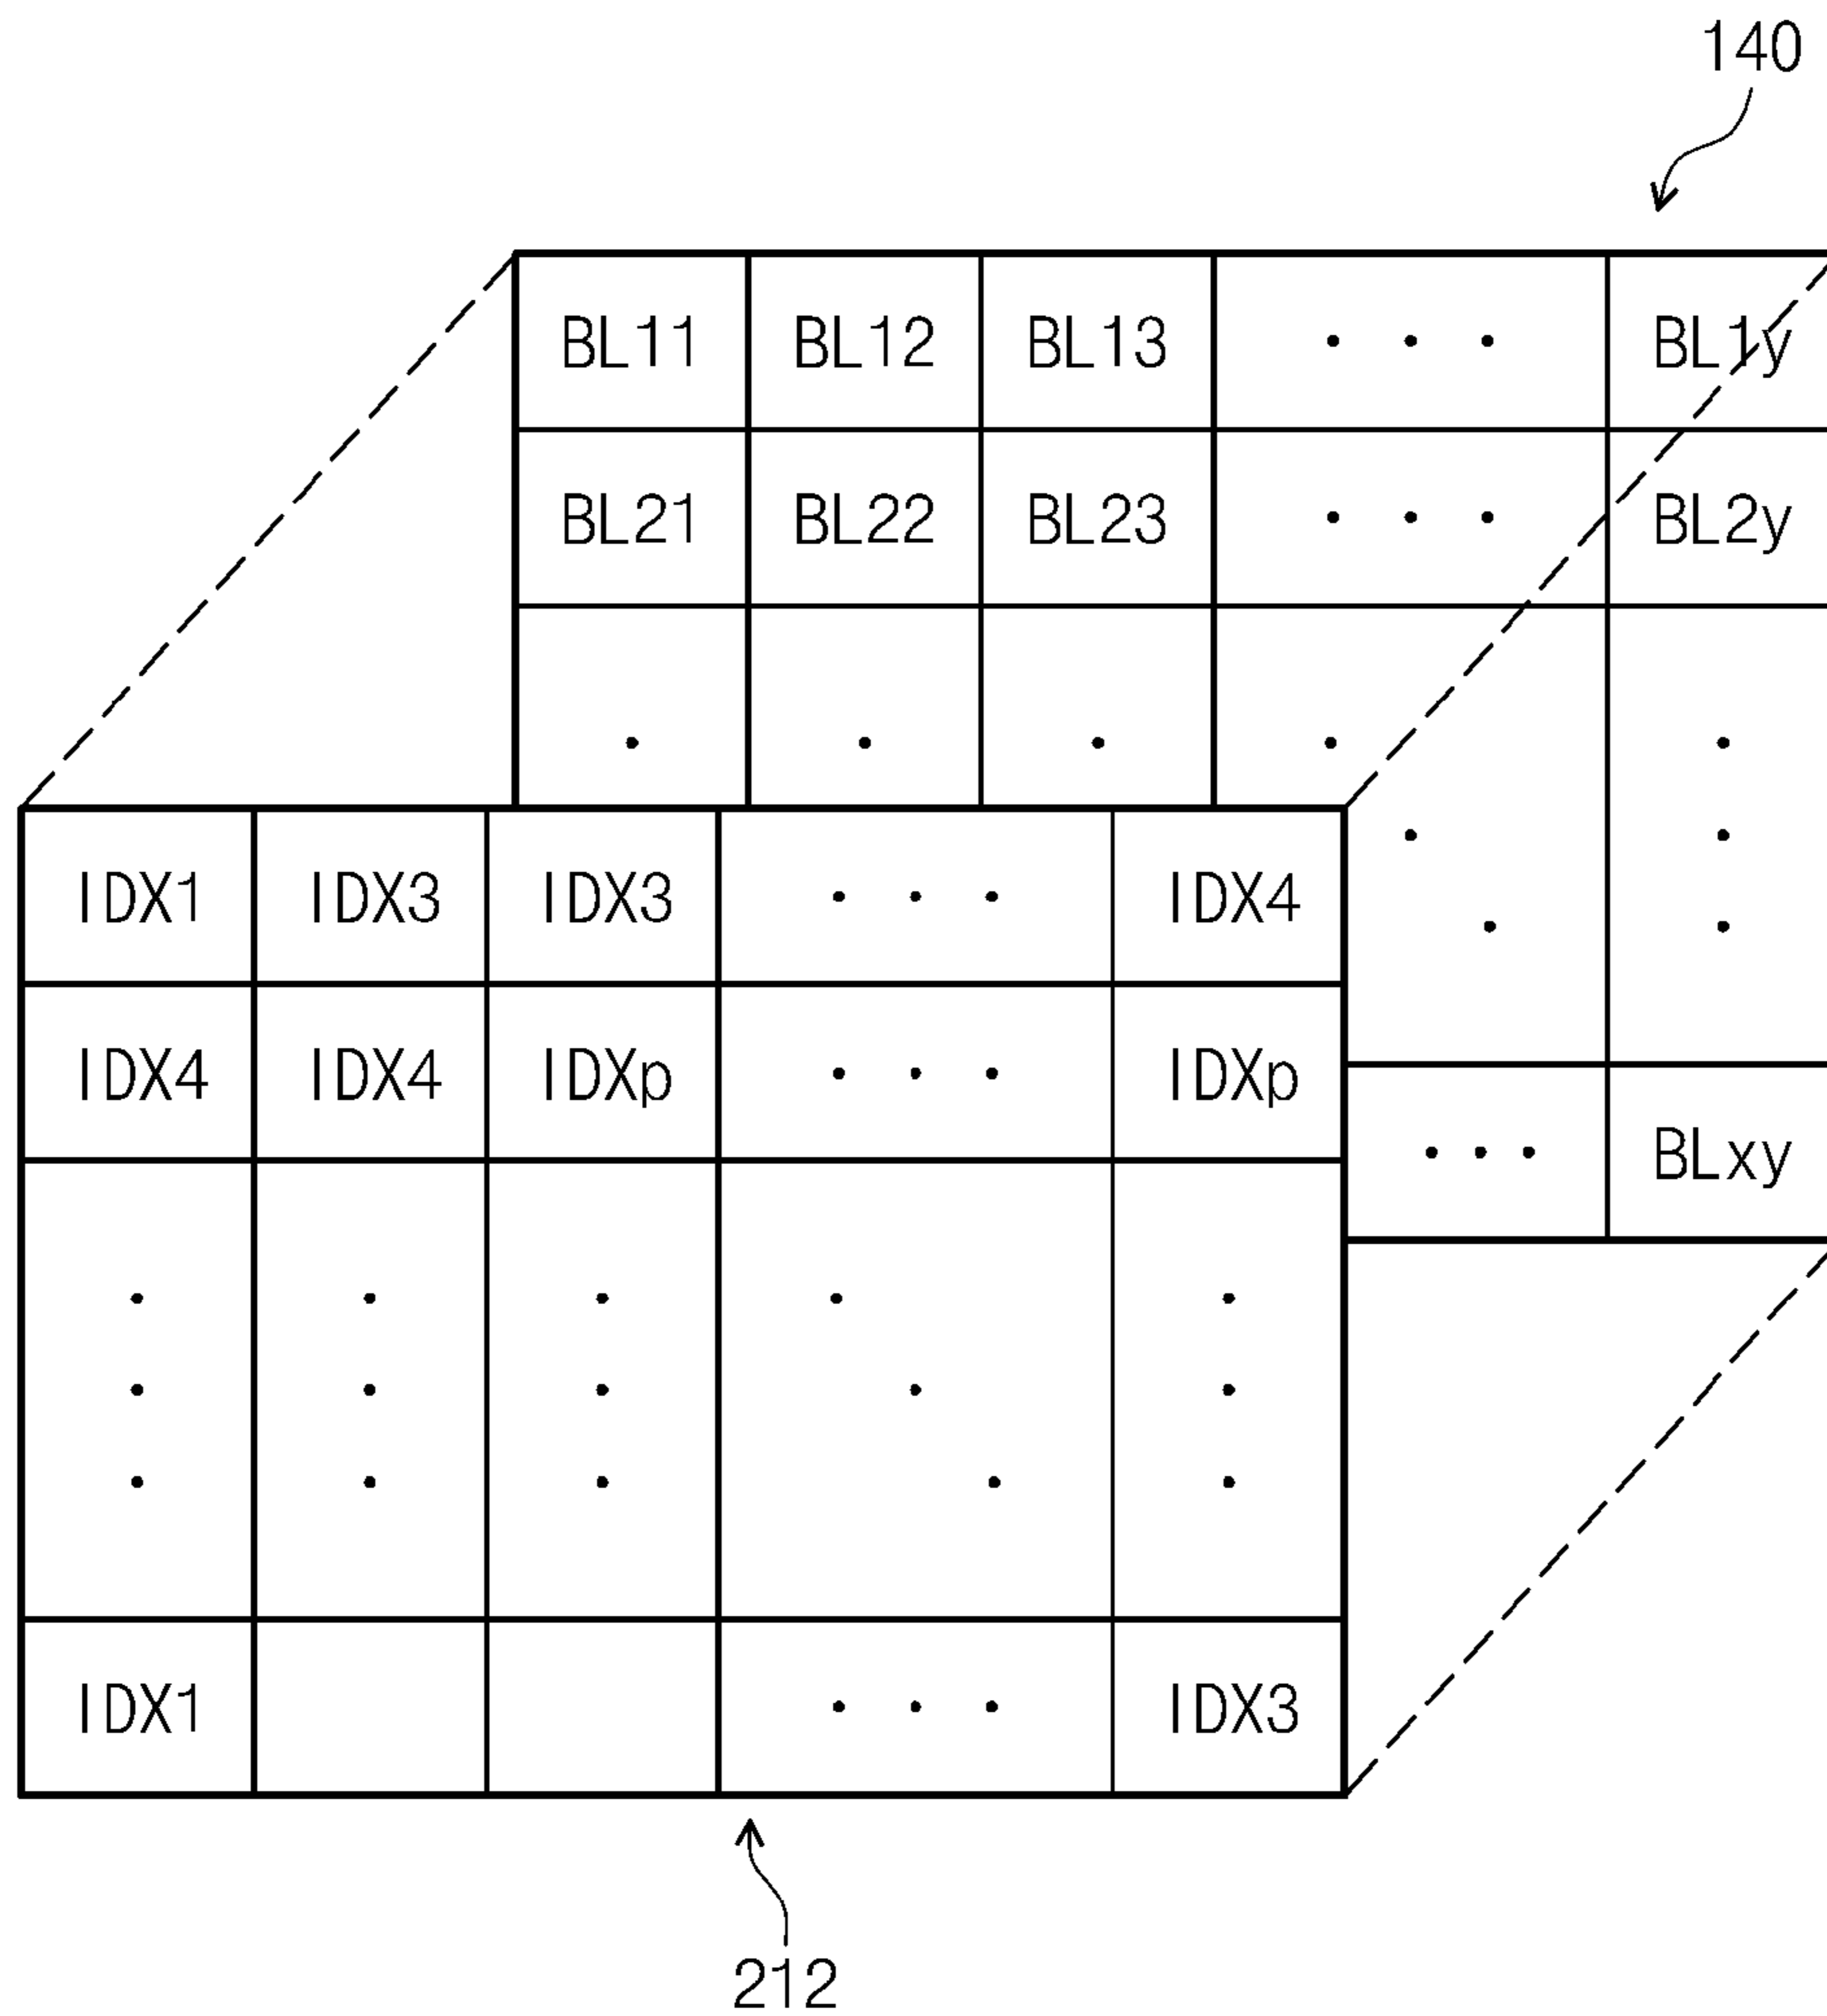 140
BL11 BL12 BL13 · · · BL1y
BL21 BL22 BL23 · · · BL2y
IDX1 IDX3 IDX3 · · · IDX4
IDX4 IDX4 IDXp · · · IDXp
· · · BLxy
IDX1 · · · IDX3
212